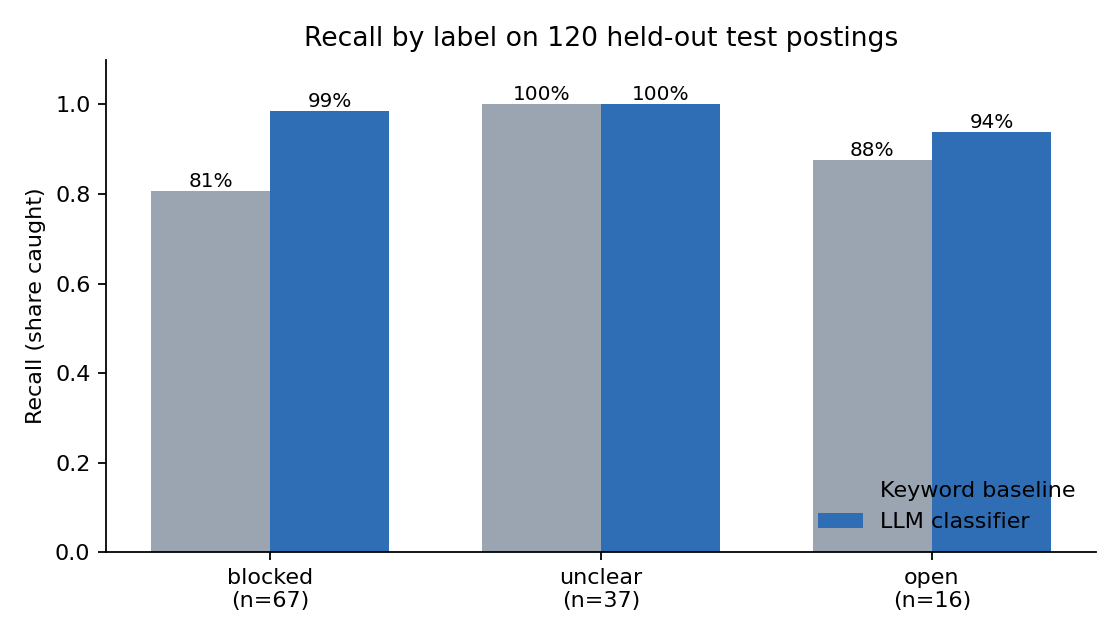 Recall by label on 120 held-out test postings
Recall (share caught)
1.0
0.8
0.6
0.4
0.2
0.0
81%
99%
100%
100%
88%
94%
Keyword baseline
LLM classifier
blocked
(n=67)
unclear
(n=37)
open
(n=16)